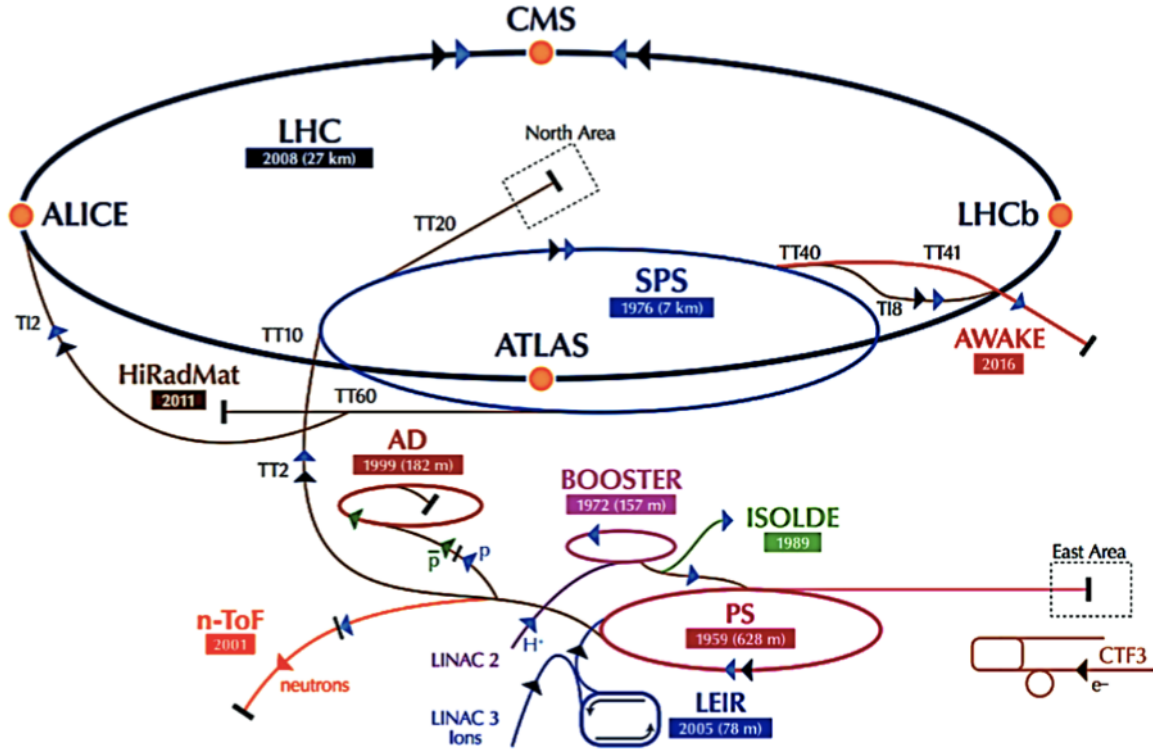 CMS
LHC
2008 (27 km)
North Area
ALICE
TT20
LHCb
TT40
TT41
SPS
1976 (7 km)
TI8
TI2
TT10
ATLAS
AWAKE
2016
HiRadMat
2011
TT60
AD
1999 (182 m)
TT2
BOOSTER
1972 (157 m)
ISOLDE
1989
p̅
p
East Area
n-ToF
2001
PS
1959 (628 m)
LINAC 2
H⁺
neutrons
CTF3
e-
LEIR
2005 (78 m)
LINAC 3
Ions